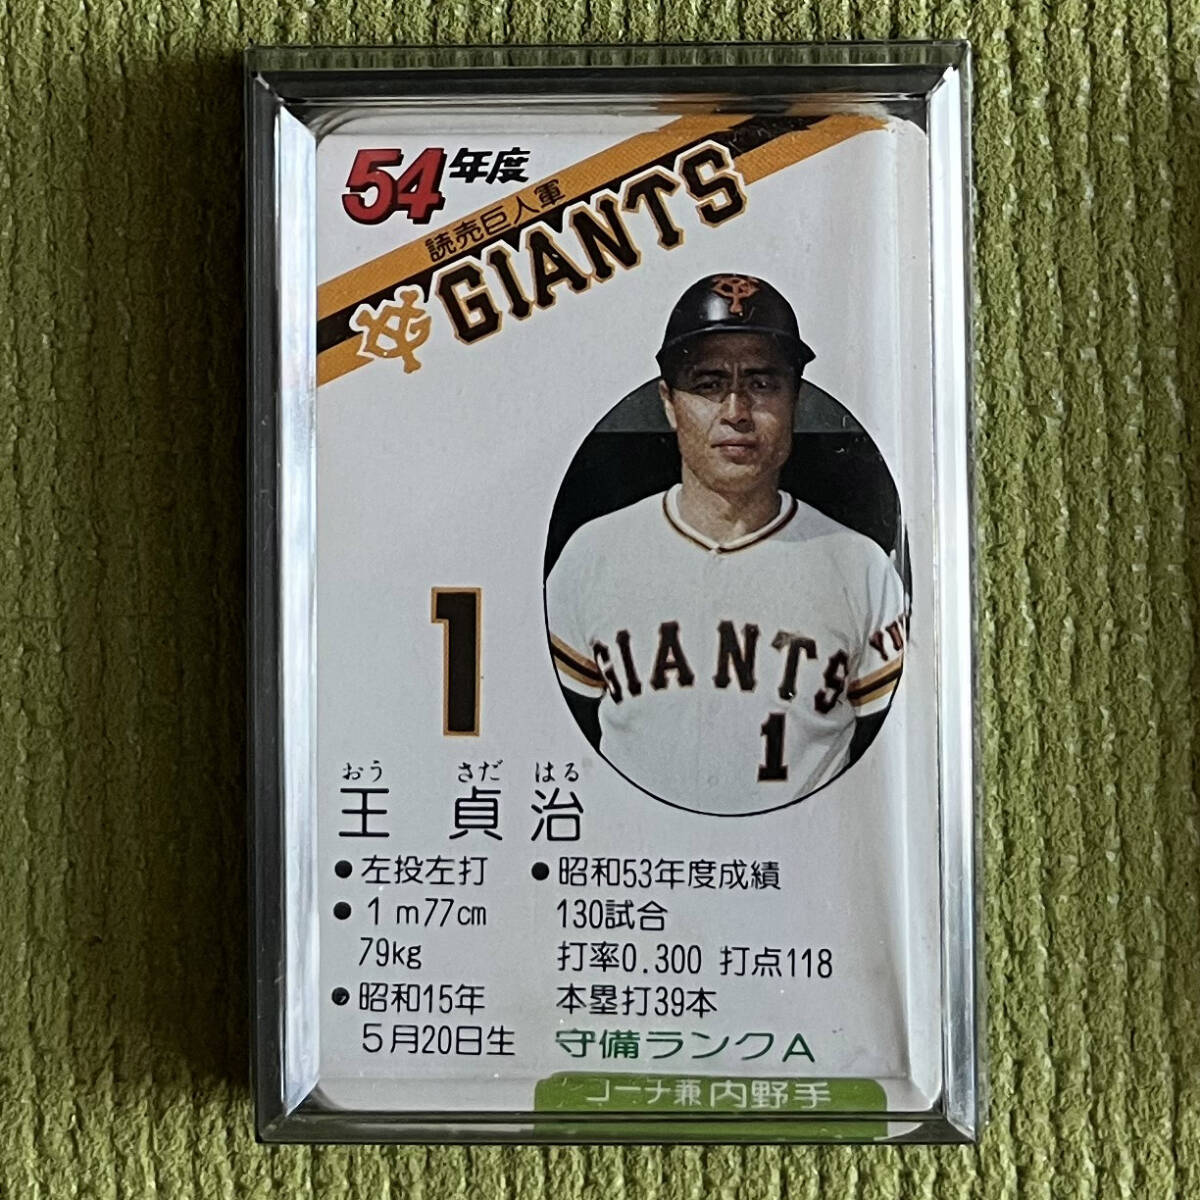 54年度
読売巨人軍
GIANTS
1
GIANTS
1
おう さだ はる
王 貞 治
●左投左打
●1m77cm
79kg
●昭和15年
5月20日生
●昭和53年度成績
130試合
打率0.300 打点118
本塁打39本
守備ランクA
コーナ兼内野手